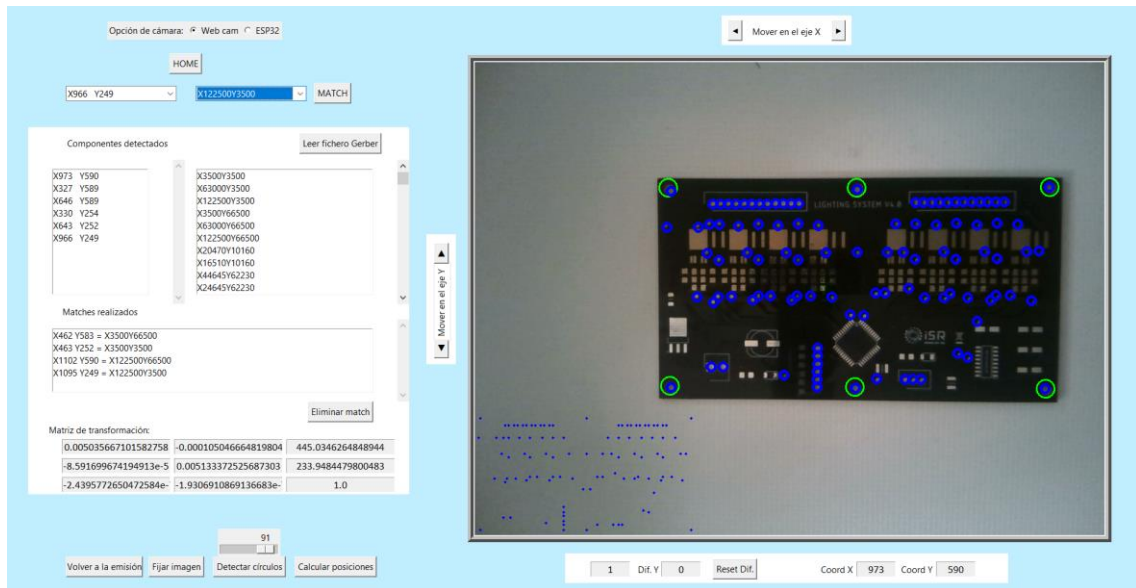 Opción de cámara: Web cam ESP32
Mover en el eje X
HOME
X966 Y249 X122500Y3500 MATCH
Componentes detectados Leer fichero Gerber
X973 Y590
X327 Y589
X646 Y589
X330 Y254
X643 Y252
X966 Y249
X3500Y3500
X63000Y3500
X122500Y3500
X3500Y66500
X63000Y66500
X122500Y66500
X20470Y10160
X16510Y10160
X44645Y62230
X24645Y62230
Mover en el eje Y
Matches realizados
X462 Y583 = X3500Y66500
X463 Y252 = X3500Y3500
X1102 Y590 = X122500Y66500
X1095 Y249 = X122500Y3500
Eliminar match
Matriz de transformación:
0.005035667101582758 -0.000105046664819804 445.0346264848944
-8.591699674194913e-5 0.005133372525687303 233.9484479800483
-2.4395772650472584e- -1.9306910869136683e- 1.0
91
Volver a la emisión Fijar imagen Detectar círculos Calcular posiciones
LIGHTING SYSTEM V4.0
iSR
1 Dif. Y 0 Reset Dif. Coord X 973 Coord Y 590